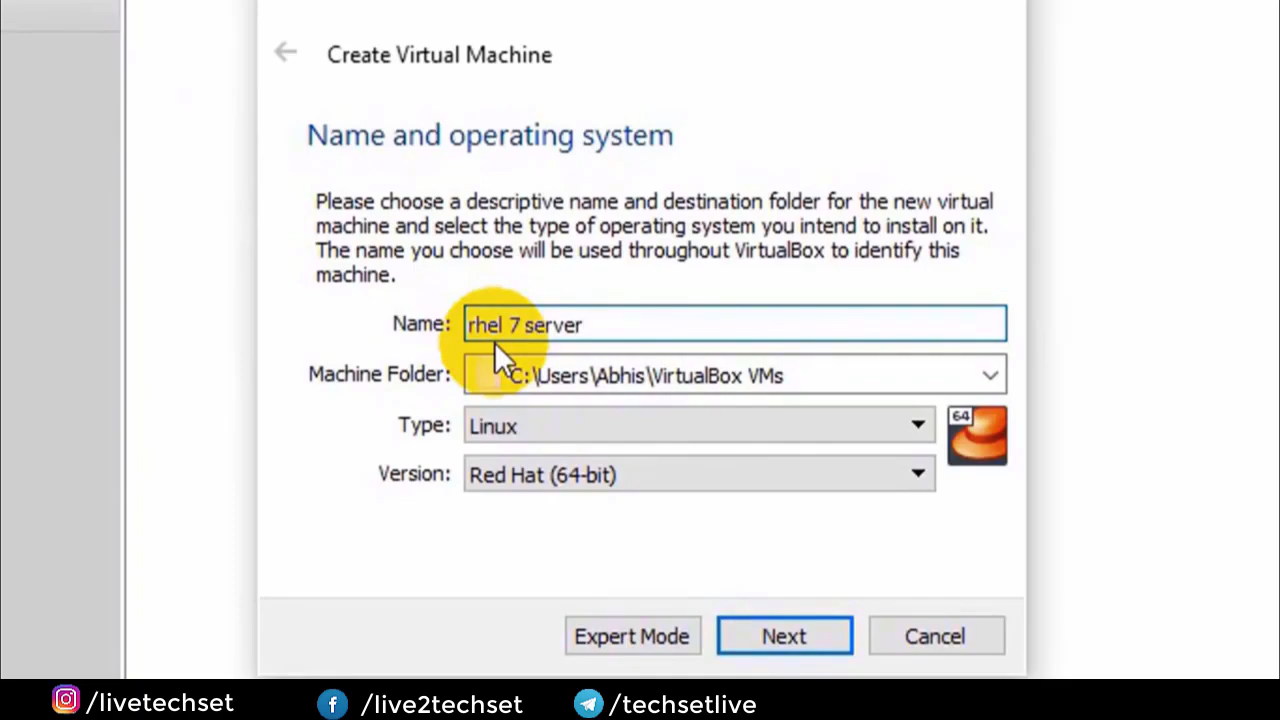 Create Virtual Machine
Name and operating system
Please choose a descriptive name and destination folder for the new virtual
machine and select the type of operating system you intend to install on it.
The name you choose will be used throughout VirtualBox to identify this
machine.
Name: rhel 7 server
Machine Folder: C:\Users\Abhis\VirtualBox VMs
Type: Linux
64
Version: Red Hat (64-bit)
Expert Mode Next Cancel
/livetechset /live2techset /techsetlive